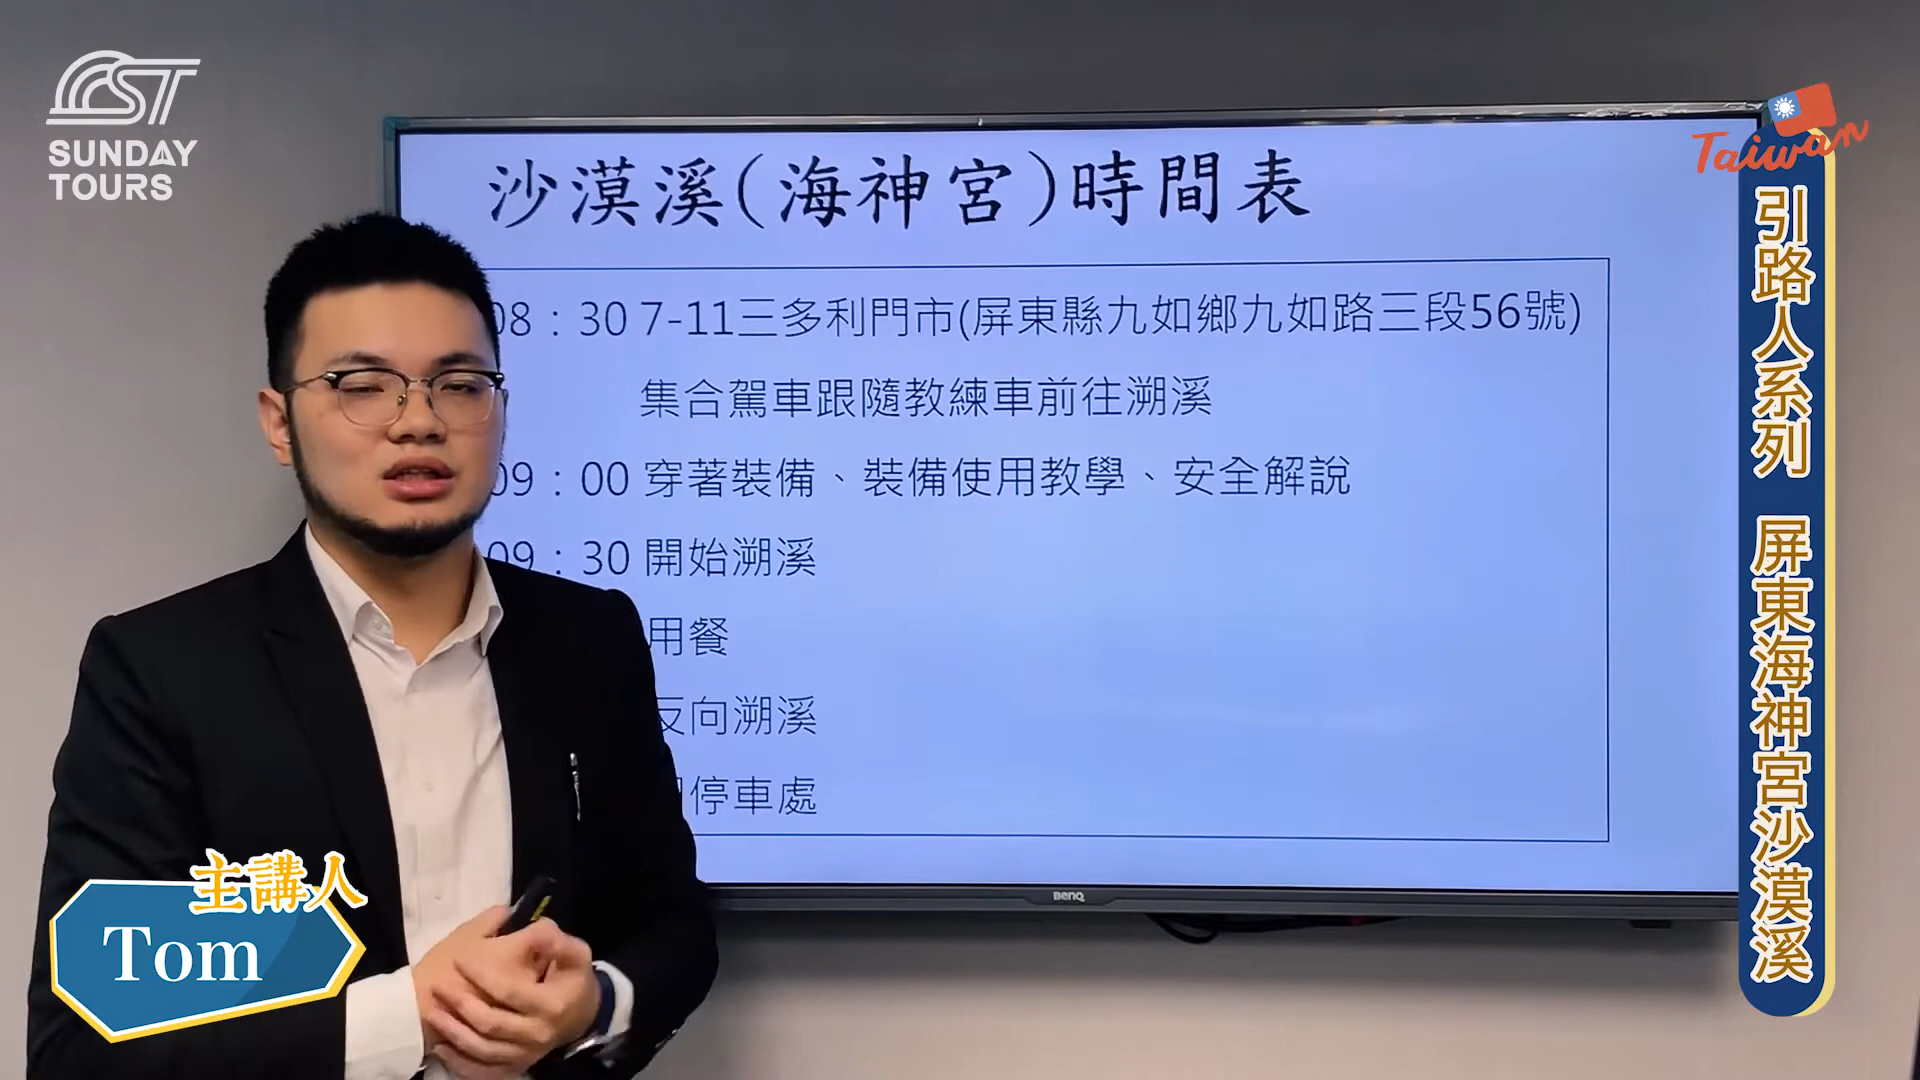 ST
SUNDAY
TOURS
Taiwan
沙漠溪(海神宮)時間表
08：30 7-11三多利門市(屏東縣九如鄉九如路三段56號)
集合駕車跟隨教練車前往溯溪
09：00 穿著裝備、裝備使用教學、安全解說
09：30 開始溯溪
用餐
反向溯溪
停車處
BenQ
引路人系列 屏東海神宮沙漠溪
主講人
Tom